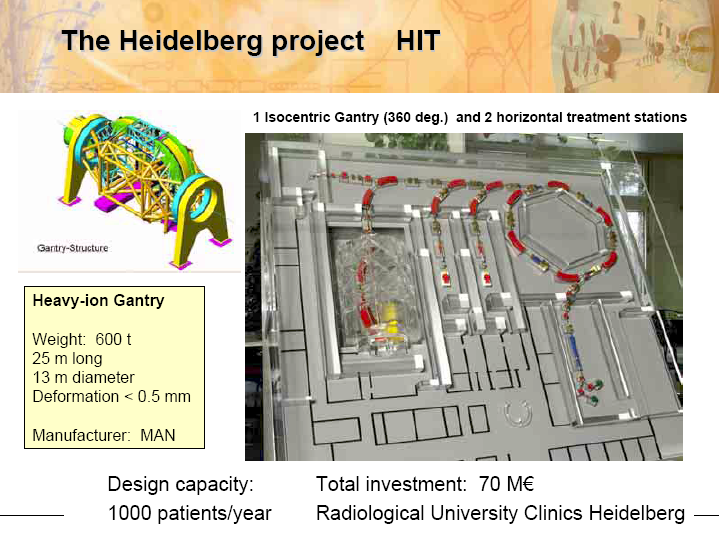 The Heidelberg project HIT
1 Isocentric Gantry (360 deg.) and 2 horizontal treatment stations
Gantry-Structure
Heavy-ion Gantry
Weight: 600 t
25 m long
13 m diameter
Deformation < 0.5 mm
Manufacturer: MAN
Design capacity: Total investment: 70 M€
1000 patients/year Radiological University Clinics Heidelberg